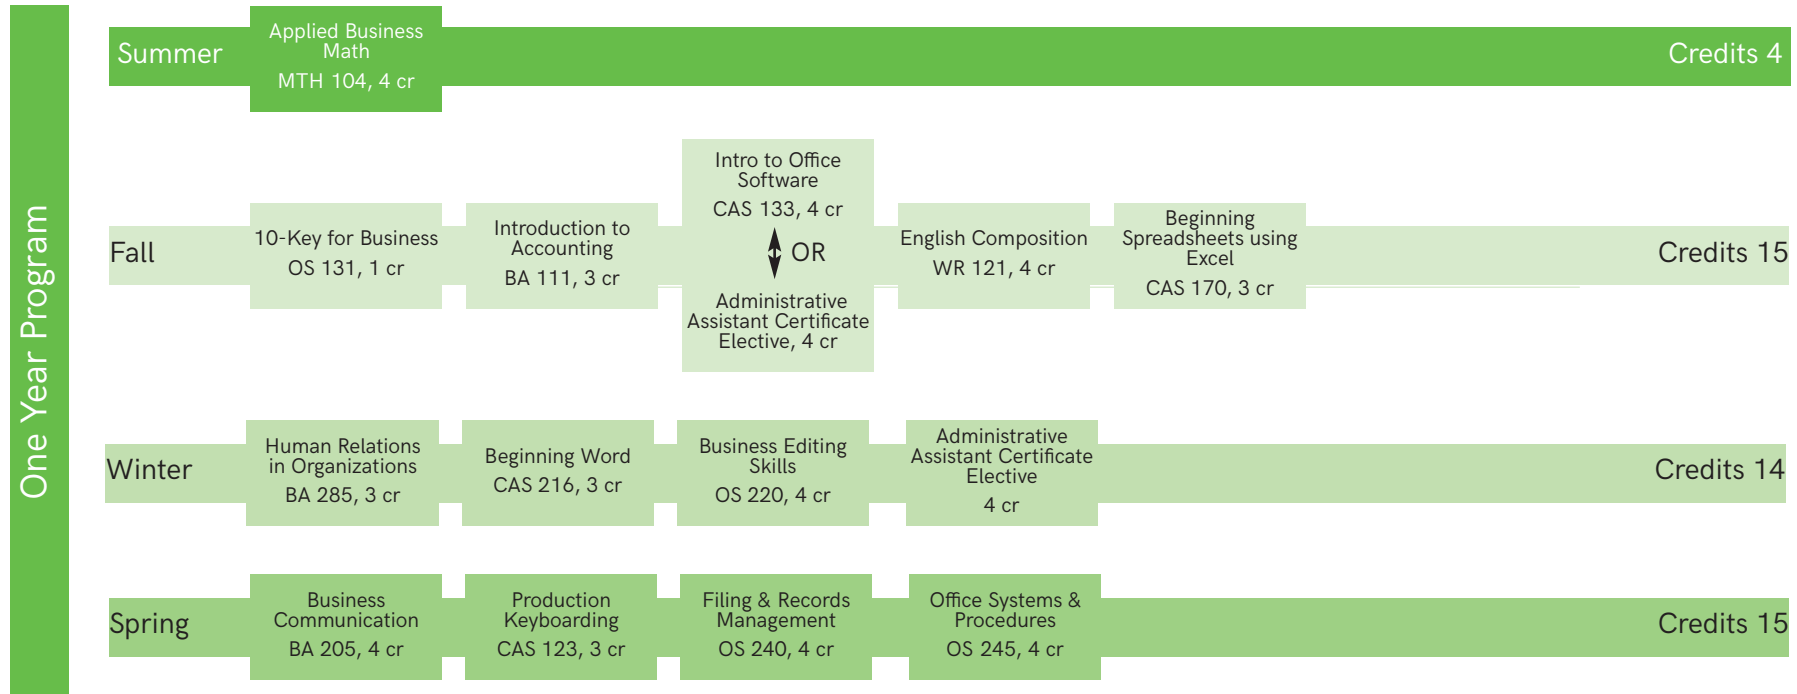 One Year Program
Summer
Applied Business
Math
MTH 104, 4 cr
Credits 4
Fall
10-Key for Business
OS 131, 1 cr
Introduction to
Accounting
BA 111, 3 cr
Intro to Office
Software
CAS 133, 4 cr
OR
Administrative
Assistant Certificate
Elective, 4 cr
English Composition
WR 121, 4 cr
Beginning
Spreadsheets using
Excel
CAS 170, 3 cr
Credits 15
Winter
Human Relations
in Organizations
BA 285, 3 cr
Beginning Word
CAS 216, 3 cr
Business Editing
Skills
OS 220, 4 cr
Administrative
Assistant Certificate
Elective
4 cr
Credits 14
Spring
Business
Communication
BA 205, 4 cr
Production
Keyboarding
CAS 123, 3 cr
Filing & Records
Management
OS 240, 4 cr
Office Systems &
Procedures
OS 245, 4 cr
Credits 15